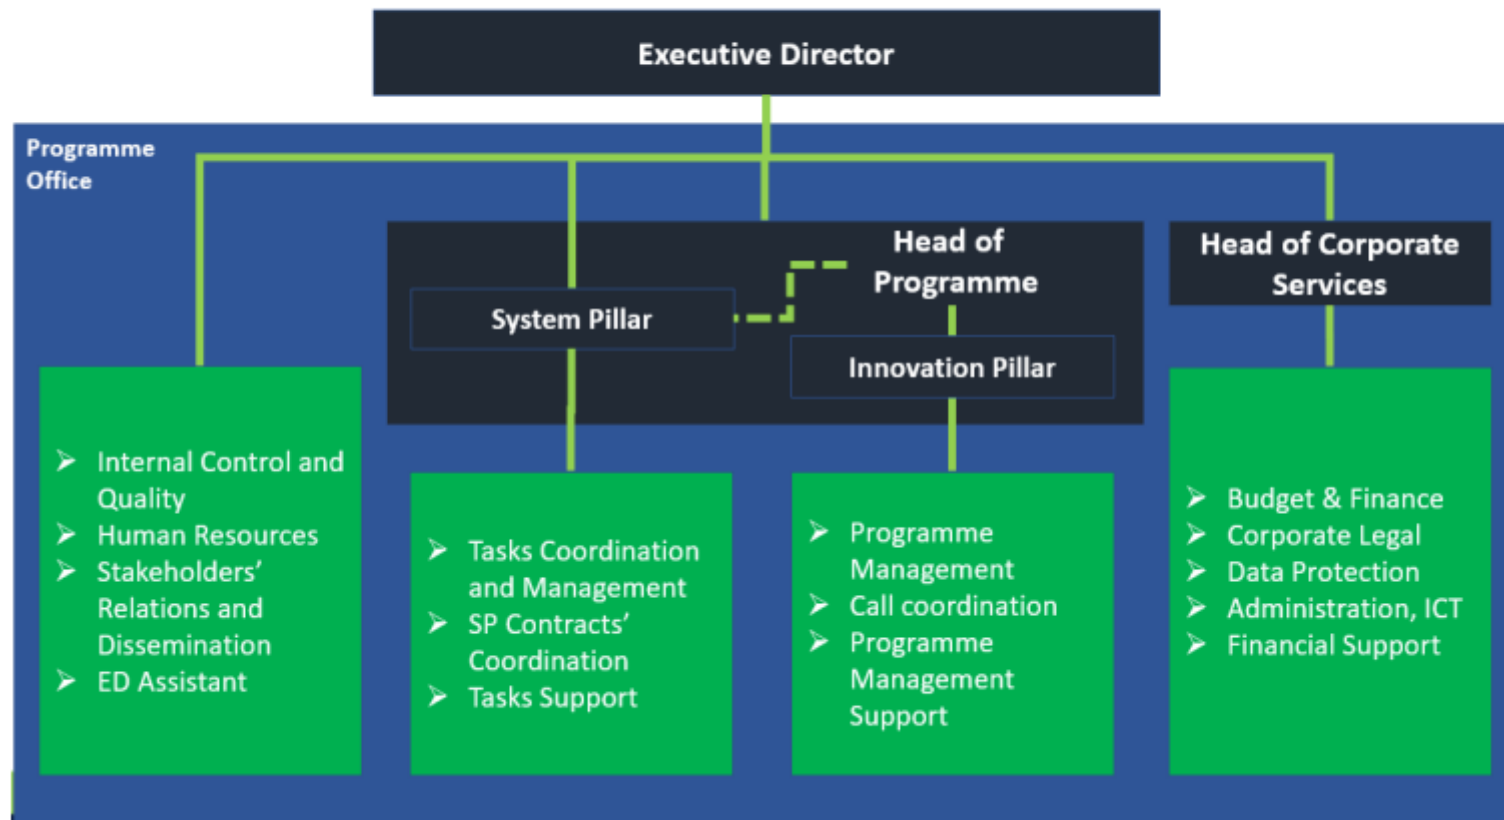 Executive Director
Programme
Office
Head of
Programme
Head of Corporate
Services
System Pillar
Innovation Pillar
➢ Internal Control and
Quality
➢ Human Resources
➢ Stakeholders’
Relations and
Dissemination
➢ ED Assistant
➢ Tasks Coordination
and Management
➢ SP Contracts’
Coordination
➢ Tasks Support
➢ Programme
Management
➢ Call coordination
➢ Programme
Management
Support
➢ Budget & Finance
➢ Corporate Legal
➢ Data Protection
➢ Administration, ICT
➢ Financial Support